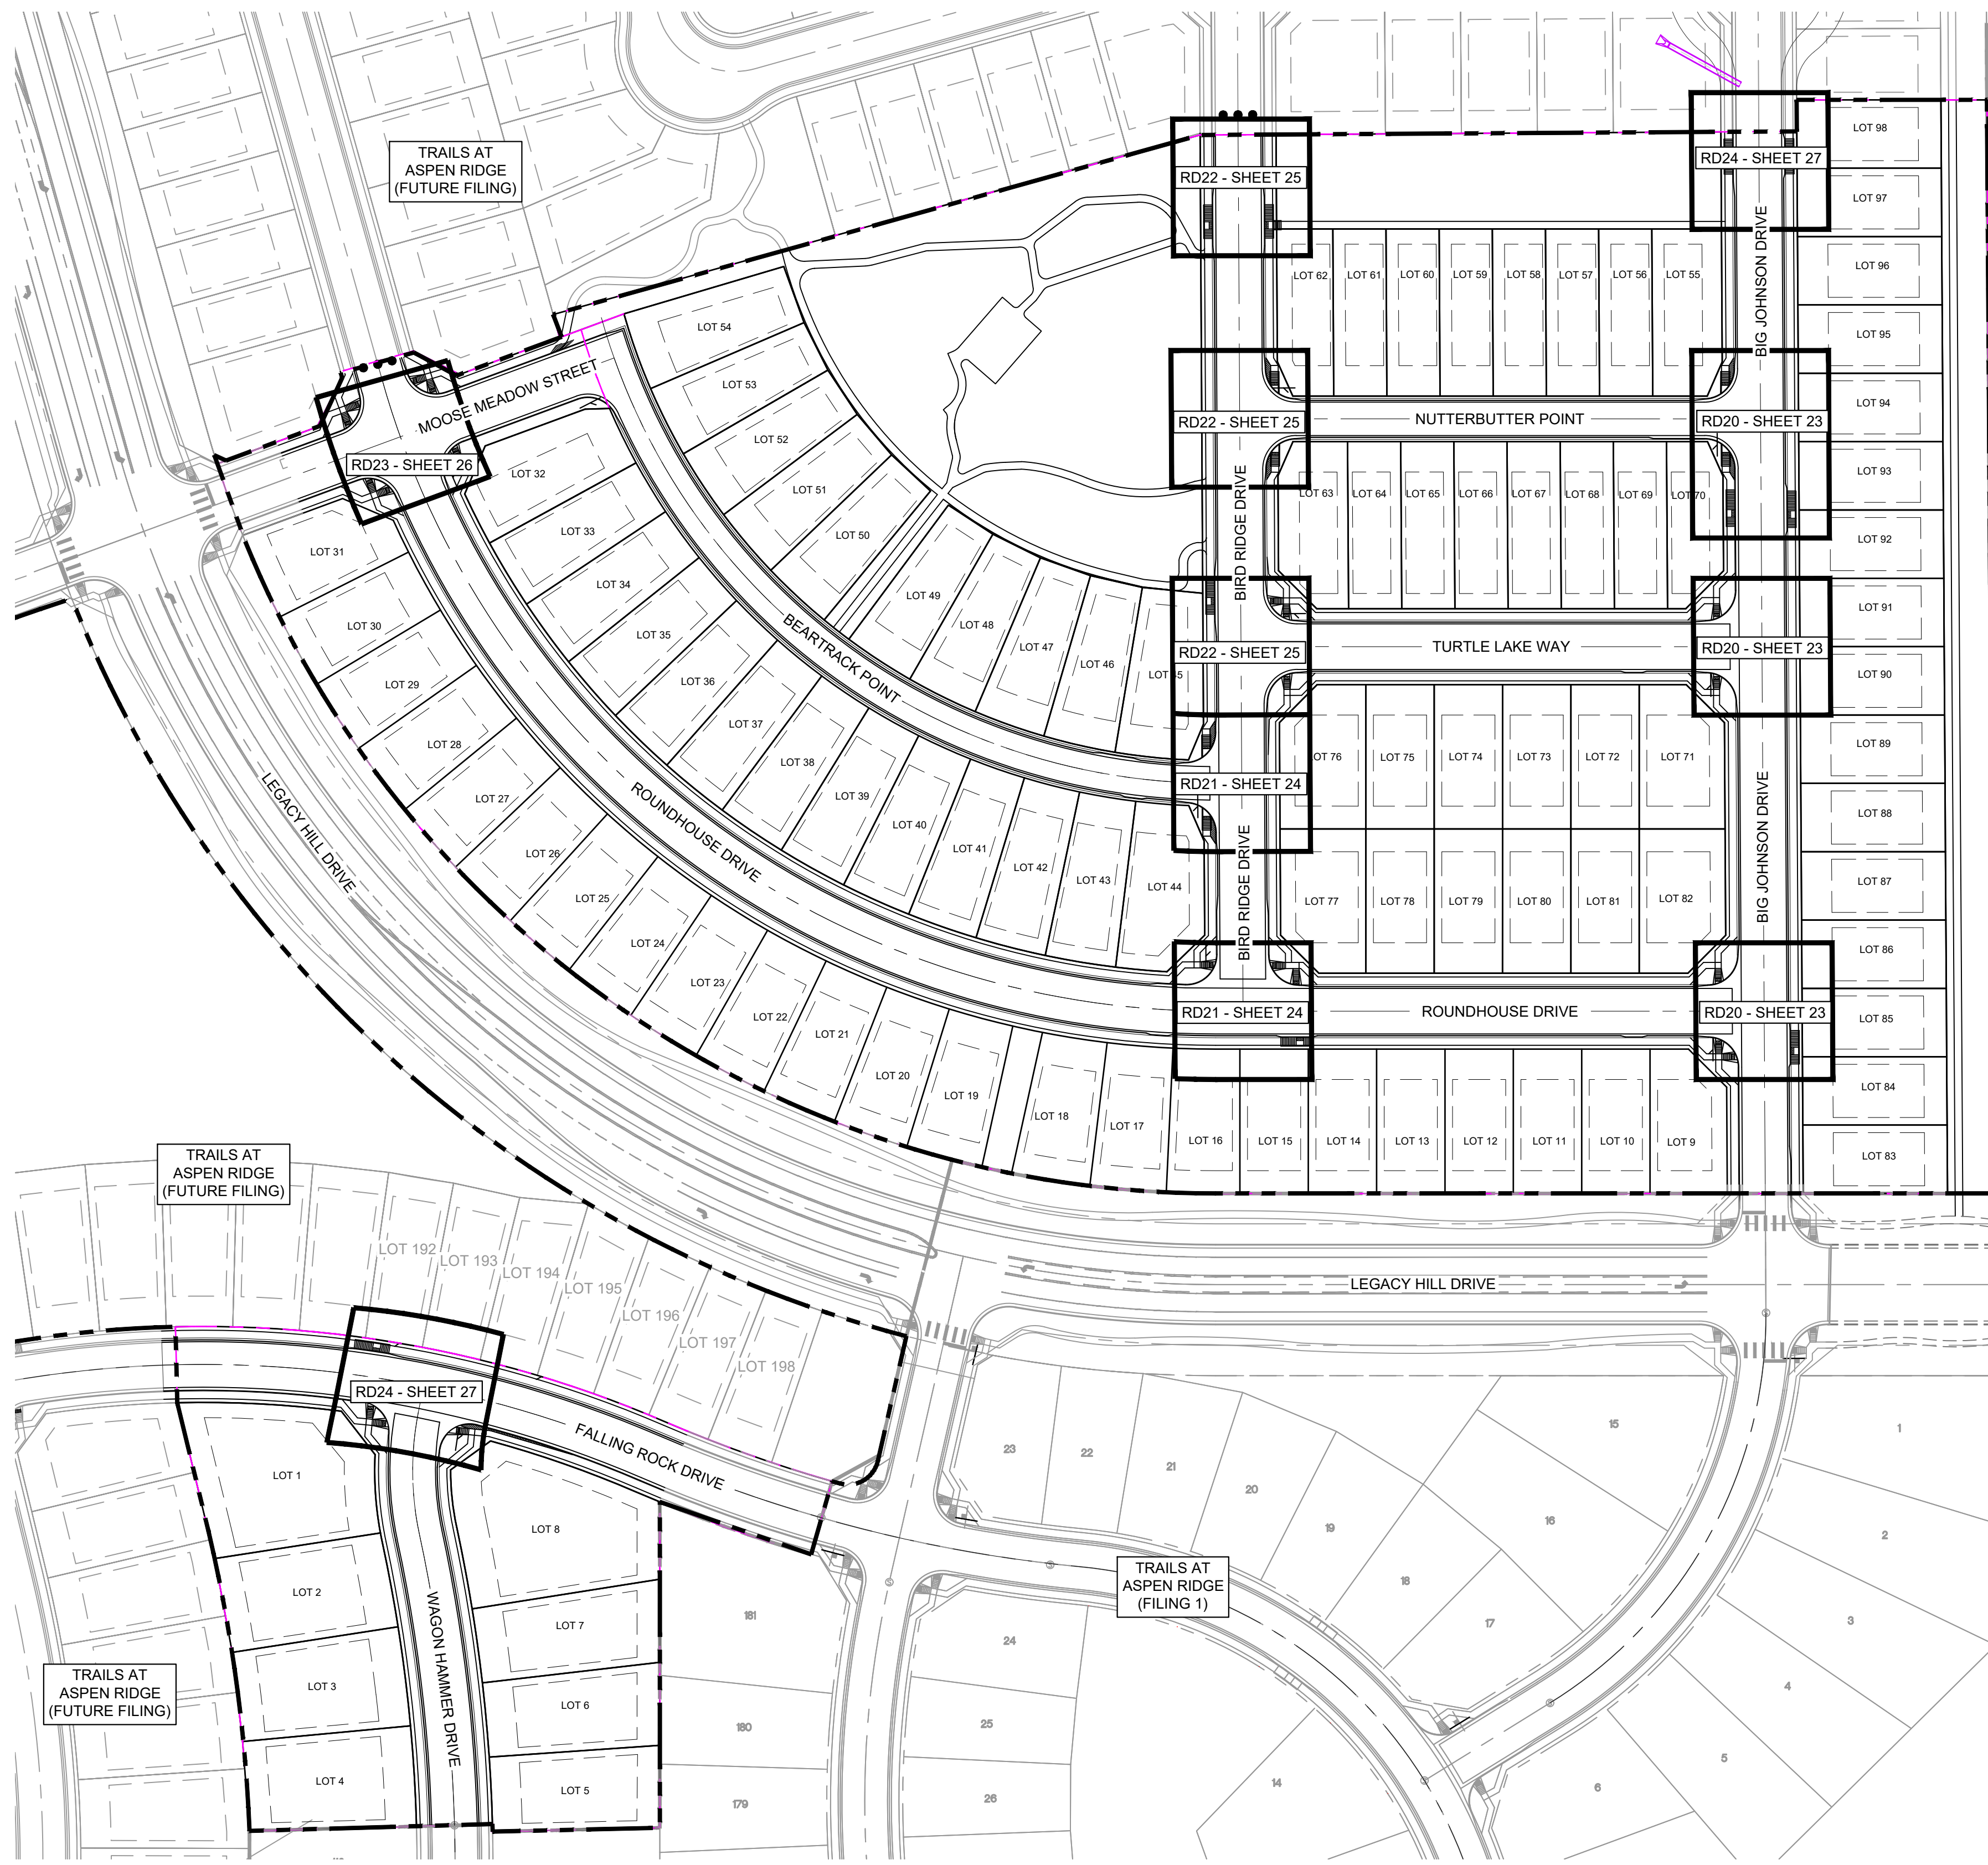 TRAILS AT
ASPEN RIDGE
(FUTURE FILING)
RD22 - SHEET 25
RD24 - SHEET 27
LOT 98
LOT 97
LOT 96
LOT 95
LOT 94
LOT 93
LOT 92
LOT 91
LOT 90
LOT 89
LOT 88
LOT 87
LOT 86
LOT 85
LOT 84
LOT 83
BIG JOHNSON DRIVE
LOT 62
LOT 61
LOT 60
LOT 59
LOT 58
LOT 57
LOT 56
LOT 55
LOT 54
LOT 53
LOT 52
LOT 51
LOT 50
LOT 49
LOT 48
LOT 47
LOT 46
MOOSE MEADOW STREET
RD23 - SHEET 26
RD22 - SHEET 25
NUTTERBUTTER POINT
RD20 - SHEET 23
BIRD RIDGE DRIVE
LOT 63
LOT 64
LOT 65
LOT 66
LOT 67
LOT 68
LOT 69
LOT 70
RD22 - SHEET 25
TURTLE LAKE WAY
RD20 - SHEET 23
LOT 32
LOT 33
LOT 34
LOT 35
LOT 36
LOT 37
LOT 38
LOT 39
LOT 40
LOT 41
LOT 42
LOT 43
LOT 44
BEARTRACK POINT
ROUNDHOUSE DRIVE
LEGACY HILL DRIVE
RD21 - SHEET 24
LOT 76
LOT 75
LOT 74
LOT 73
LOT 72
LOT 71
BIRD RIDGE DRIVE
BIG JOHNSON DRIVE
LOT 77
LOT 78
LOT 79
LOT 80
LOT 81
LOT 82
RD21 - SHEET 24
ROUNDHOUSE DRIVE
RD20 - SHEET 23
LOT 31
LOT 30
LOT 29
LOT 28
LOT 27
LOT 26
LOT 25
LOT 24
LOT 23
LOT 22
LOT 21
LOT 20
LOT 19
LOT 18
LOT 17
LOT 16
LOT 15
LOT 14
LOT 13
LOT 12
LOT 11
LOT 10
LOT 9
TRAILS AT
ASPEN RIDGE
(FUTURE FILING)
LOT 192
LOT 193
LOT 194
LOT 195
LOT 196
LOT 197
LOT 198
LEGACY HILL DRIVE
RD24 - SHEET 27
FALLING ROCK DRIVE
LOT 1
LOT 2
LOT 3
LOT 4
WAGON HAMMER DRIVE
LOT 8
LOT 7
LOT 6
LOT 5
TRAILS AT
ASPEN RIDGE
(FUTURE FILING)
181
180
179
23
22
21
20
19
18
17
16
15
1
2
3
4
5
6
14
24
25
26
TRAILS AT
ASPEN RIDGE
(FILING 1)